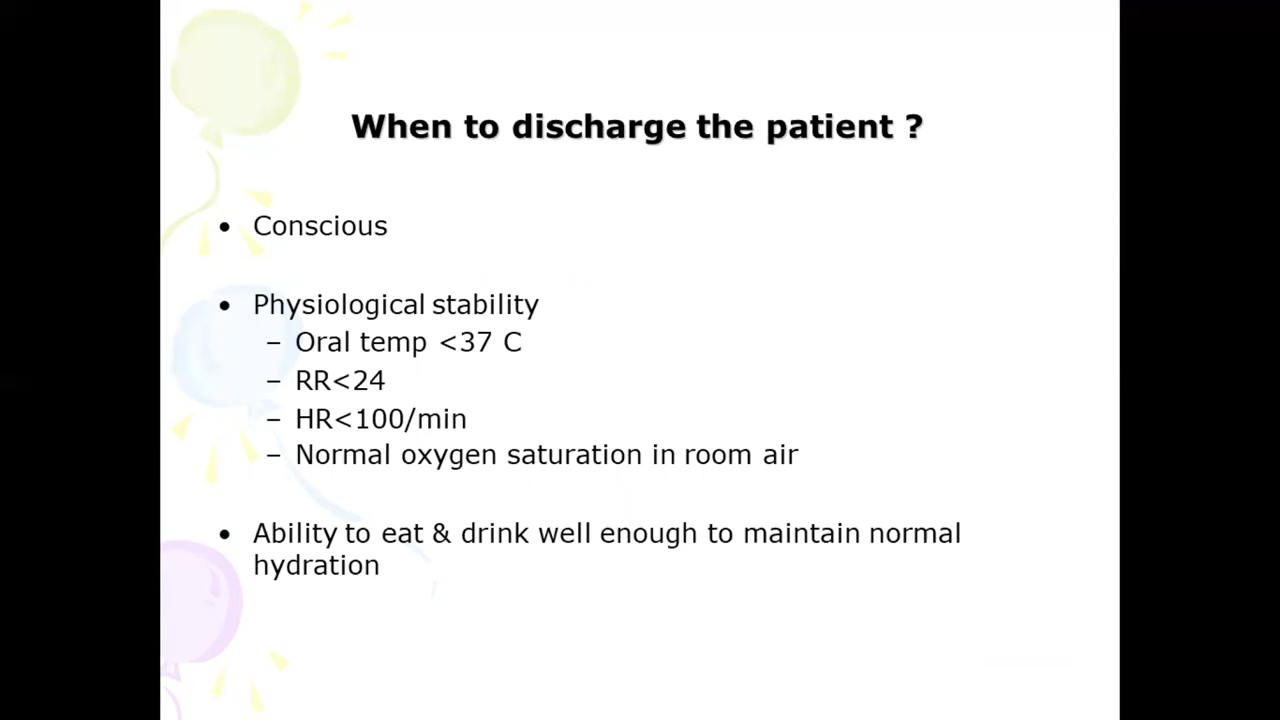 When to discharge the patient ?
• Conscious
• Physiological stability
– Oral temp <37 C
– RR<24
– HR<100/min
– Normal oxygen saturation in room air
• Ability to eat & drink well enough to maintain normal
hydration